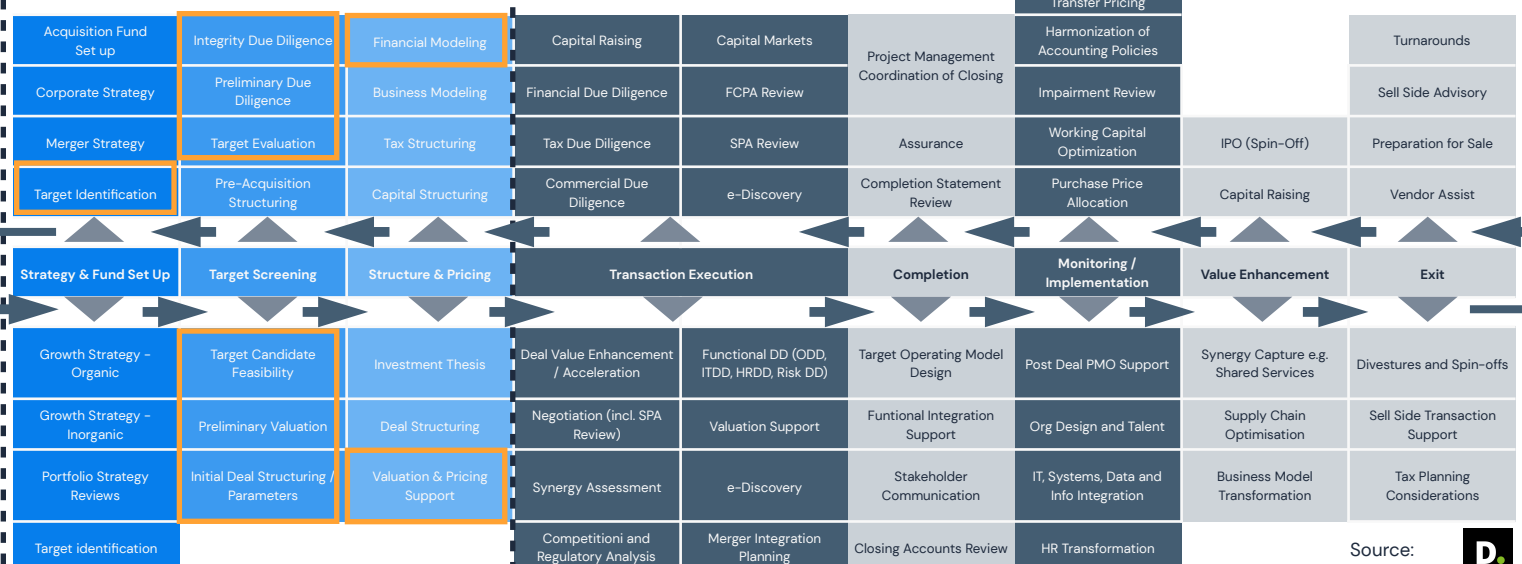 Transfer Pricing
Acquisition Fund
Set up
Integrity Due Diligence
Financial Modeling
Capital Raising
Capital Markets
Project Management
Coordination of Closing
Harmonization of
Accounting Policies
Turnarounds
Corporate Strategy
Preliminary Due
Diligence
Business Modeling
Financial Due Diligence
FCPA Review
Impairment Review
Sell Side Advisory
Merger Strategy
Target Evaluation
Tax Structuring
Tax Due Diligence
SPA Review
Assurance
Working Capital
Optimization
IPO (Spin-Off)
Preparation for Sale
Target Identification
Pre-Acquisition
Structuring
Capital Structuring
Commercial Due
Diligence
e-Discovery
Completion Statement
Review
Purchase Price
Allocation
Capital Raising
Vendor Assist
Strategy & Fund Set Up
Target Screening
Structure & Pricing
Transaction Execution
Completion
Monitoring /
Implementation
Value Enhancement
Exit
Growth Strategy -
Organic
Target Candidate
Feasibility
Investment Thesis
Deal Value Enhancement
/ Acceleration
Functional DD (ODD,
ITDD, HRDD, Risk DD)
Target Operating Model
Design
Post Deal PMO Support
Synergy Capture e.g.
Shared Services
Divestures and Spin-offs
Growth Strategy -
Inorganic
Preliminary Valuation
Deal Structuring
Negotiation (incl. SPA
Review)
Valuation Support
Funtional Integration
Support
Org Design and Talent
Supply Chain
Optimisation
Sell Side Transaction
Support
Portfolio Strategy
Reviews
Initial Deal Structuring /
Parameters
Valuation & Pricing
Support
Synergy Assessment
e-Discovery
Stakeholder
Communication
IT, Systems, Data and
Info Integration
Business Model
Transformation
Tax Planning
Considerations
Target identification
Competitioni and
Regulatory Analysis
Merger Integration
Planning
Closing Accounts Review
HR Transformation
Source:
D.